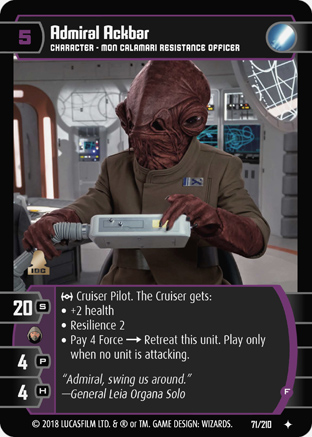 5
Admiral Ackbar
CHARACTER - MON CALAMARI RESISTANCE OFFICER
20 S
4 P
4 H
Cruiser Pilot. The Cruiser gets:
• +2 health
• Resilience 2
• Pay 4 Force → Retreat this unit. Play only
when no unit is attacking.
"Admiral, swing us around."
—General Leia Organa Solo
F
© 2018 LUCASFILM LTD. & ® or TM. GAME DESIGN: WIZARDS.
71/210